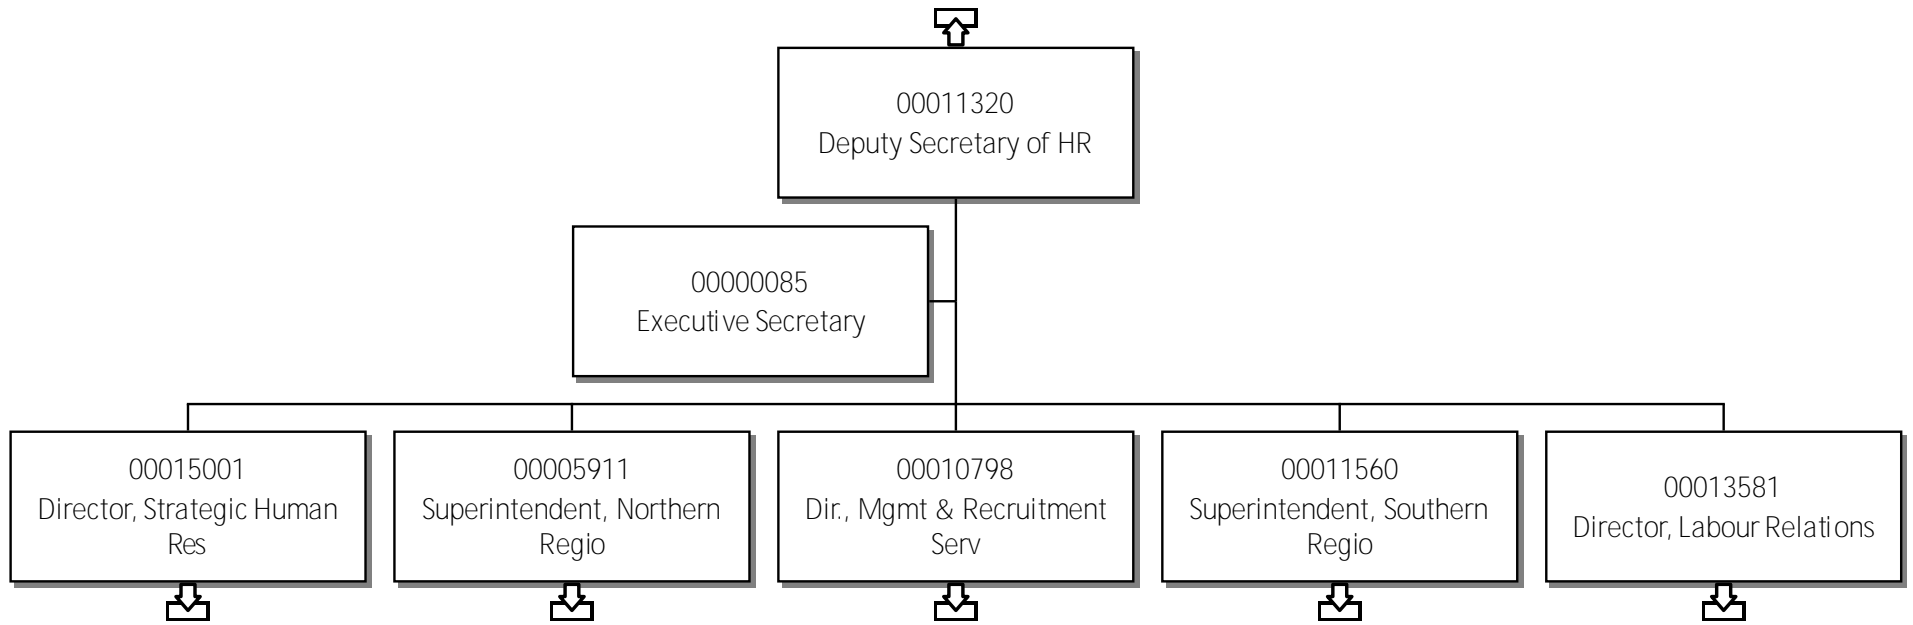 00011320
Deputy Secretary of HR
00000085
Executive Secretary
00015001
Director, Strategic Human
Res
00005911
Superintendent, Northern
Regio
00010798
Dir., Mgmt & Recruitment
Serv
00011560
Superintendent, Southern
Regio
00013581
Director, Labour Relations